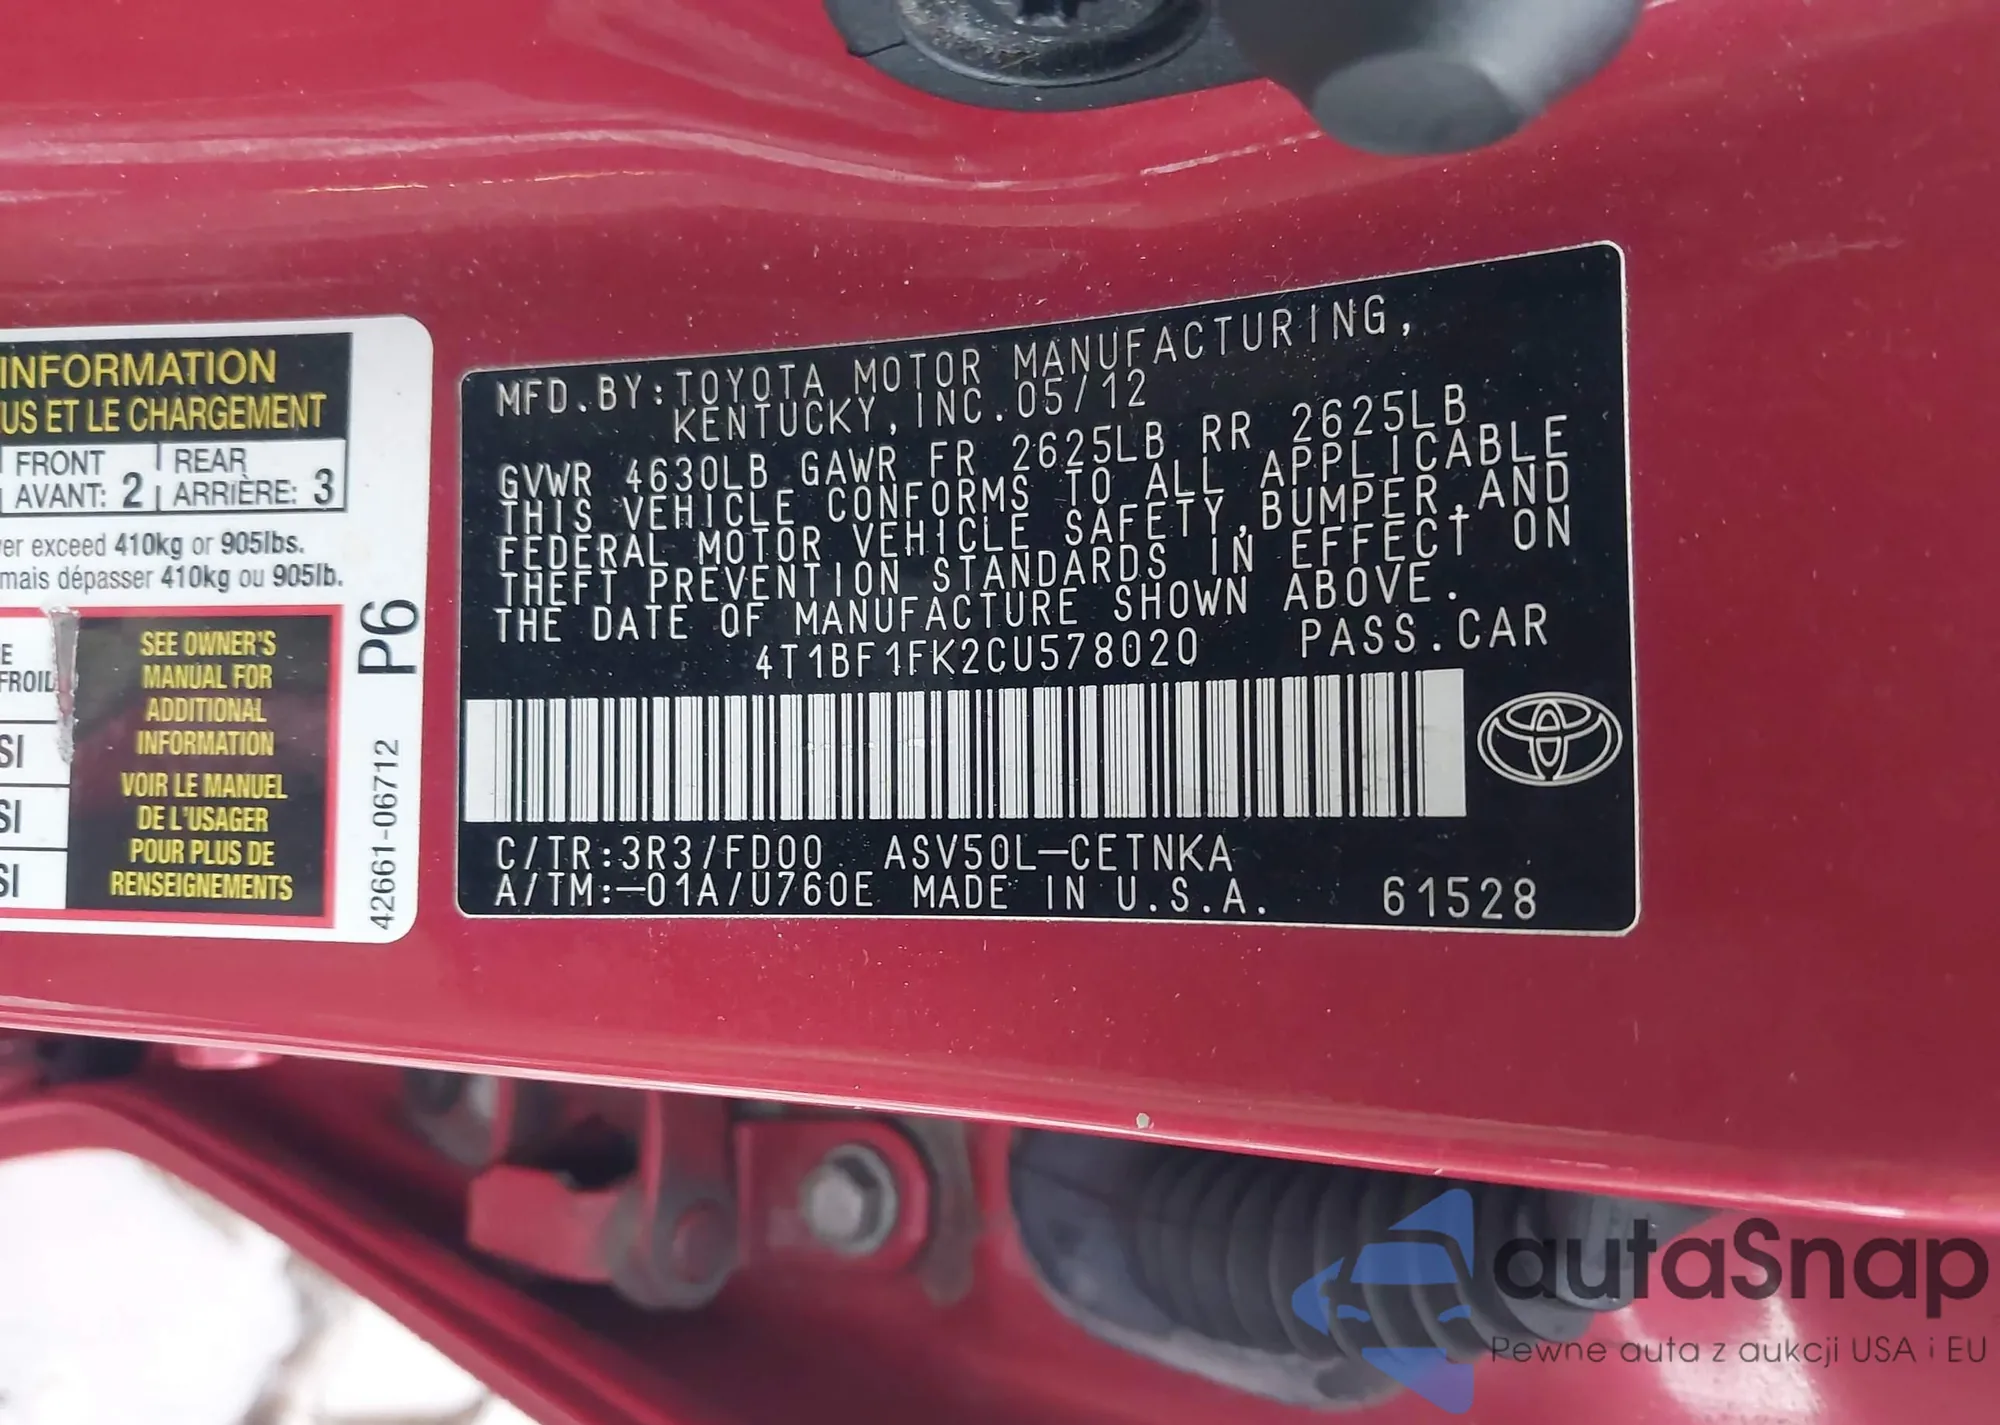 INFORMATION
US ET LE CHARGEMENT
FRONT
AVANT: 2
REAR
ARRIÈRE: 3
er exceed 410kg or 905lbs.
mais dépasser 410kg ou 905lb.
E
FROID
SI
SI
SI
SEE OWNER'S
MANUAL FOR
ADDITIONAL
INFORMATION
VOIR LE MANUEL
DE L'USAGER
POUR PLUS DE
RENSEIGNEMENTS
P6
42661-06712
MFD.BY:TOYOTA MOTOR MANUFACTURING,
KENTUCKY,INC.05/12
GVWR 4630LB GAWR FR 2625LB RR 2625LB
THIS VEHICLE CONFORMS TO ALL APPLICABLE
FEDERAL MOTOR VEHICLE SAFETY,BUMPER,AND
THEFT PREVENTION STANDARDS IN EFFECT ON
THE DATE OF MANUFACTURE SHOWN ABOVE.
4T1BF1FK2CU578020 PASS.CAR
C/TR:3R3/FD00 ASV50L-CETNKA
A/TM:-01A/U760E MADE IN U.S.A. 61528
autaSnap
Pewne auta z aukcji USA i EU